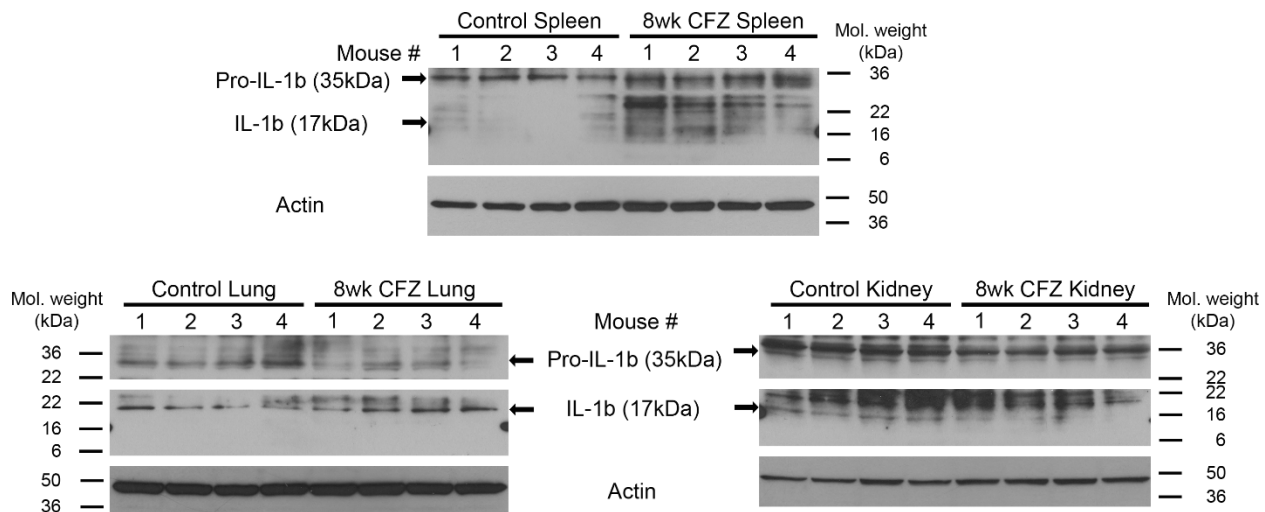 Control Spleen 8wk CFZ Spleen
Mol. weight
(kDa)
Mouse # 1 2 3 4 1 2 3 4
Pro-IL-1b (35kDa) 36
22
IL-1b (17kDa) 16
6
Actin 50
36
Mol. weight
(kDa)
Control Lung 8wk CFZ Lung
1 2 3 4 1 2 3 4
36
22
22
16
6
50
36
Mouse #
Pro-IL-1b (35kDa)
IL-1b (17kDa)
Actin
Control Kidney 8wk CFZ Kidney
Mol. weight
(kDa)
1 2 3 4 1 2 3 4
36
22
22
16
6
50
36